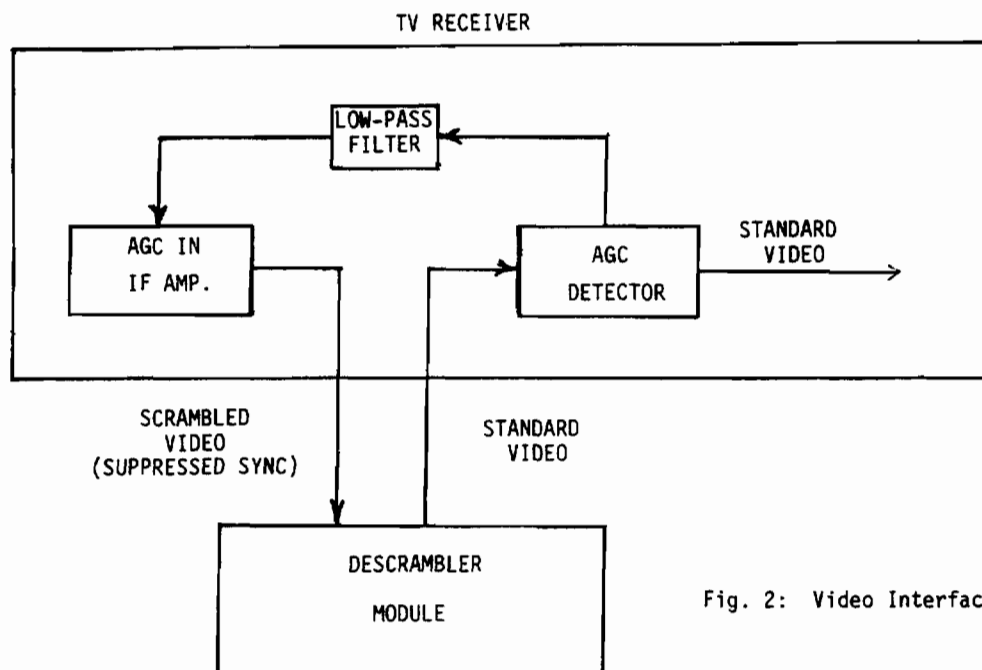 TV RECEIVER
LOW-PASS
FILTER
AGC IN
IF AMP.
AGC
DETECTOR
STANDARD
VIDEO
SCRAMBLED
VIDEO
(SUPPRESSED SYNC)
STANDARD
VIDEO
DESCRAMBLER
MODULE
Fig. 2: Video Interfac